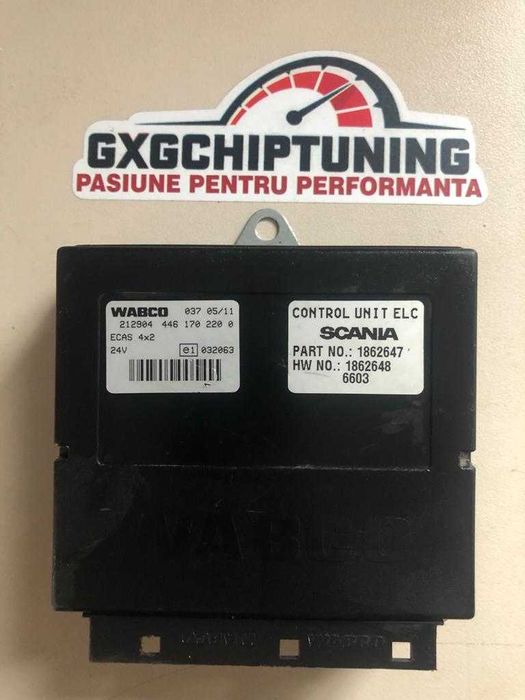 GXGCHIPTUNING
PASIUNE PENTRU PERFORMANTA
WABCO 037 05/11
212904 446 170 220 0
ECAS 4x2
24V e1 032063
CONTROL UNIT ELC
SCANIA
PART NO.: 1862647
HW NO.: 1862648
6603
WABCO